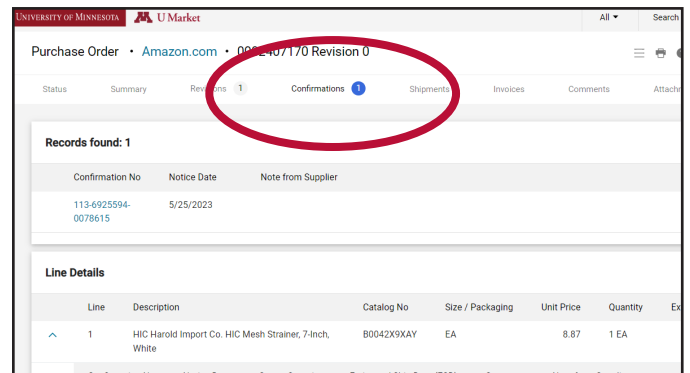 UNIVERSITY OF MINNESOTA M U Market All Search
Purchase Order • Amazon.com • 0002407170 Revision 0
Status Summary Revisions 1 Confirmations 1 Shipments Invoices Comments Attachm
Records found: 1
Confirmation No Notice Date Note from Supplier
113-6925594- 5/25/2023
0078615
Line Details
Line Description Catalog No Size / Packaging Unit Price Quantity Ex
1 HIC Harold Import Co. HIC Mesh Strainer, 7-Inch, B0042X9XAY EA 8.87 1 EA
White